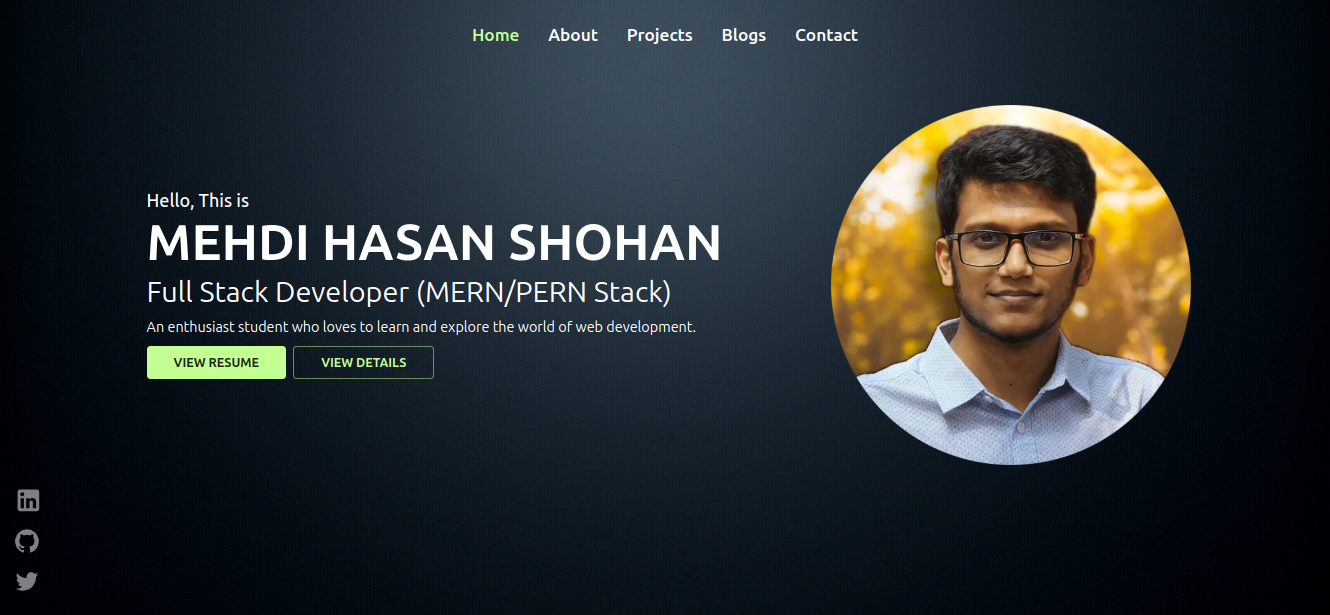 Home About Projects Blogs Contact
Hello, This is
MEHDI HASAN SHOHAN
Full Stack Developer (MERN/PERN Stack)
An enthusiast student who loves to learn and explore the world of web development.
VIEW RESUME VIEW DETAILS
in